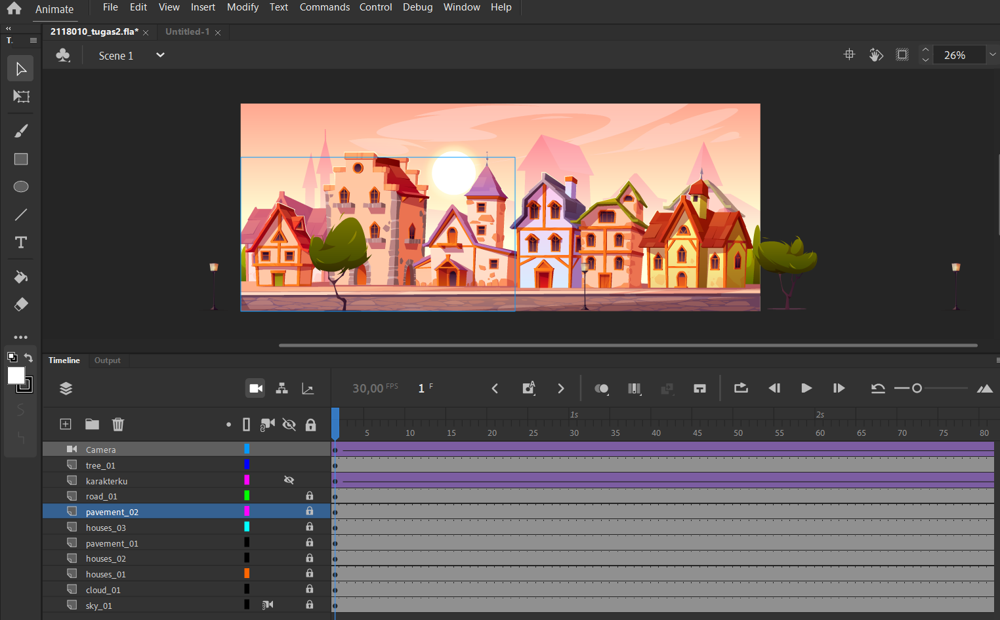 Animate File Edit View Insert Modify Text Commands Control Debug Window Help
2118010_tugas2.fla* Untitled-1
T.
Scene 1 26%
T
Timeline Output
30,00 FPS 1 F
1s 2s
5 10 15 20 25 30 35 40 45 50 55 60 65 70 75 80
Camera
tree_01
karakterku
road_01
pavement_02
houses_03
pavement_01
houses_02
houses_01
cloud_01
sky_01